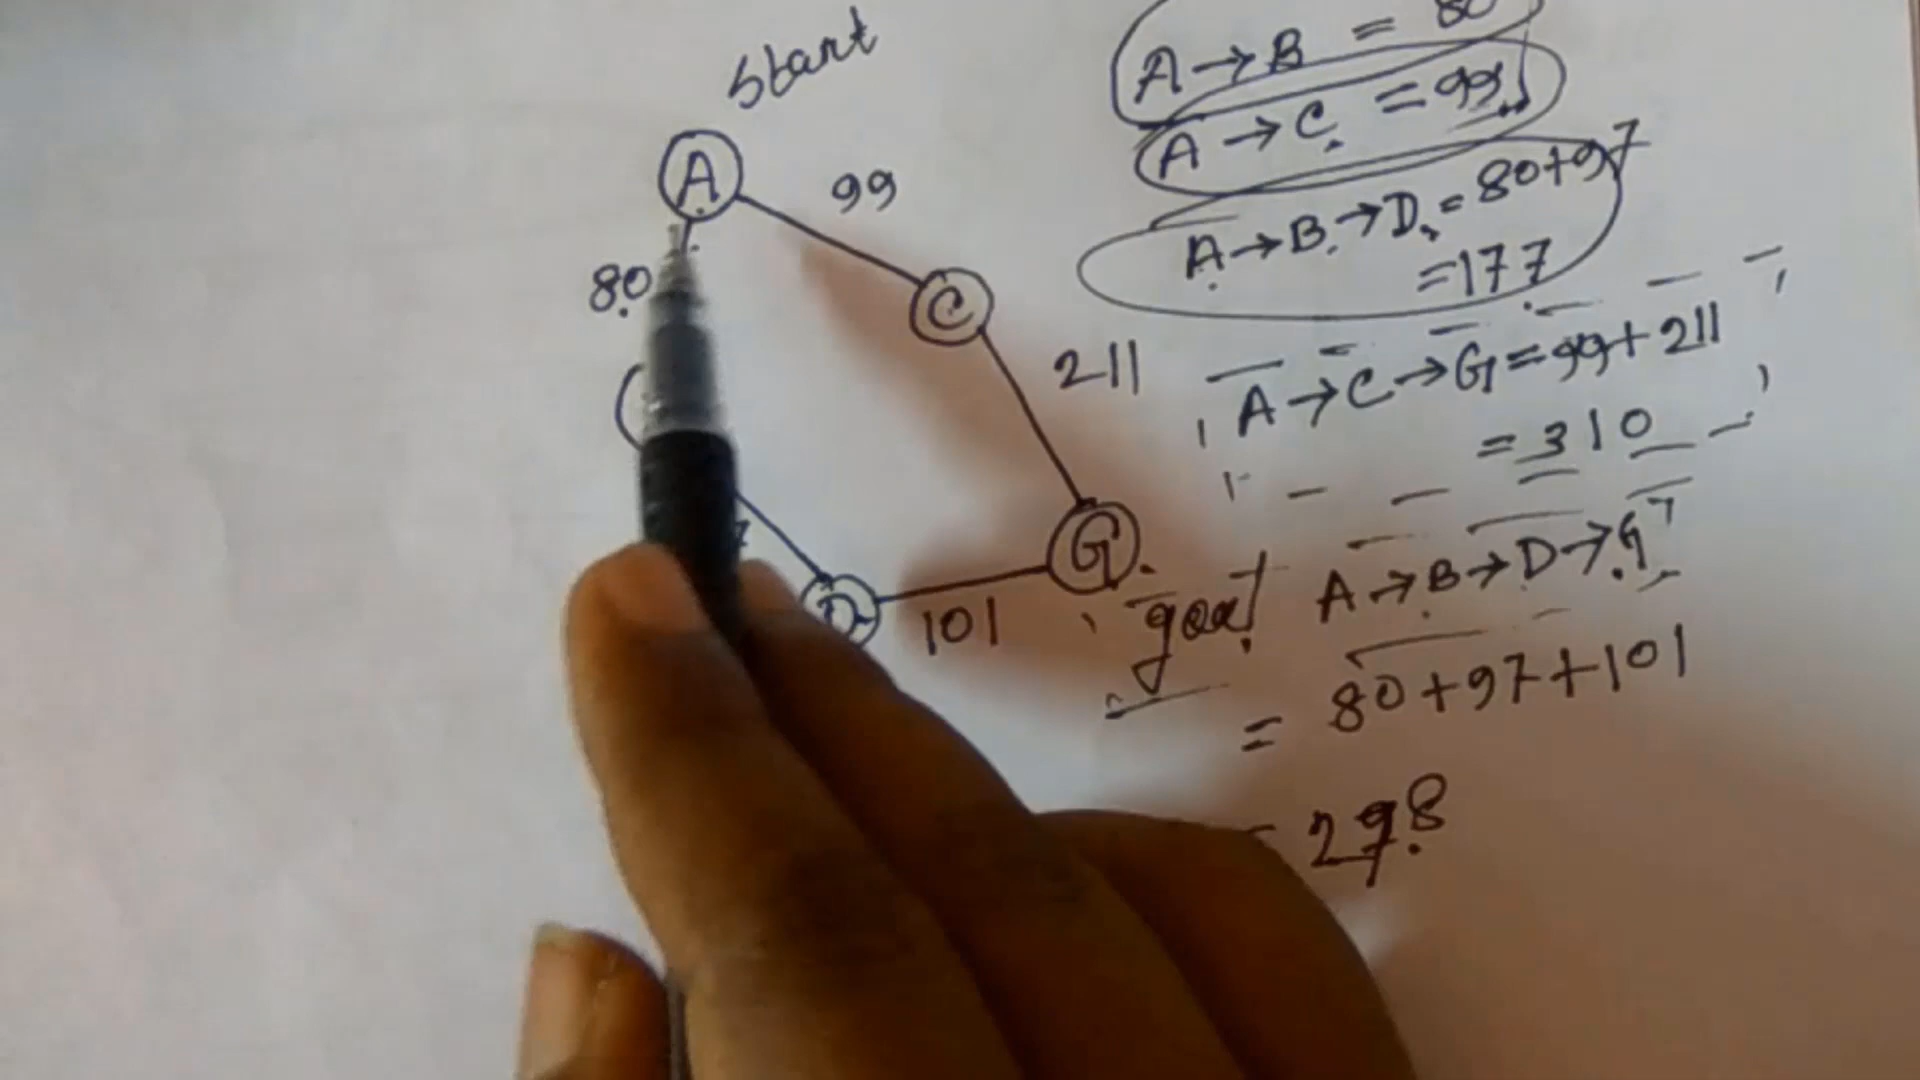 Start
A
99
80
C
211
G
D
101
goal
A → B = 80
A → C = 99
A → B → D = 80+97
= 177
A → C → G = 99+211
= 310
A → B → D → G
= 80+97+101
= 298